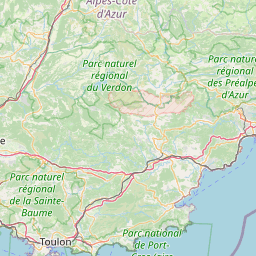 Alpes-Côte
d'Azur
Parc naturel
régional
du Verdon
Parc naturel
régional
des Préalpes
d'Azur
Parc naturel
régional
de la Sainte-
Baume
Toulon
Parc national
de Port-